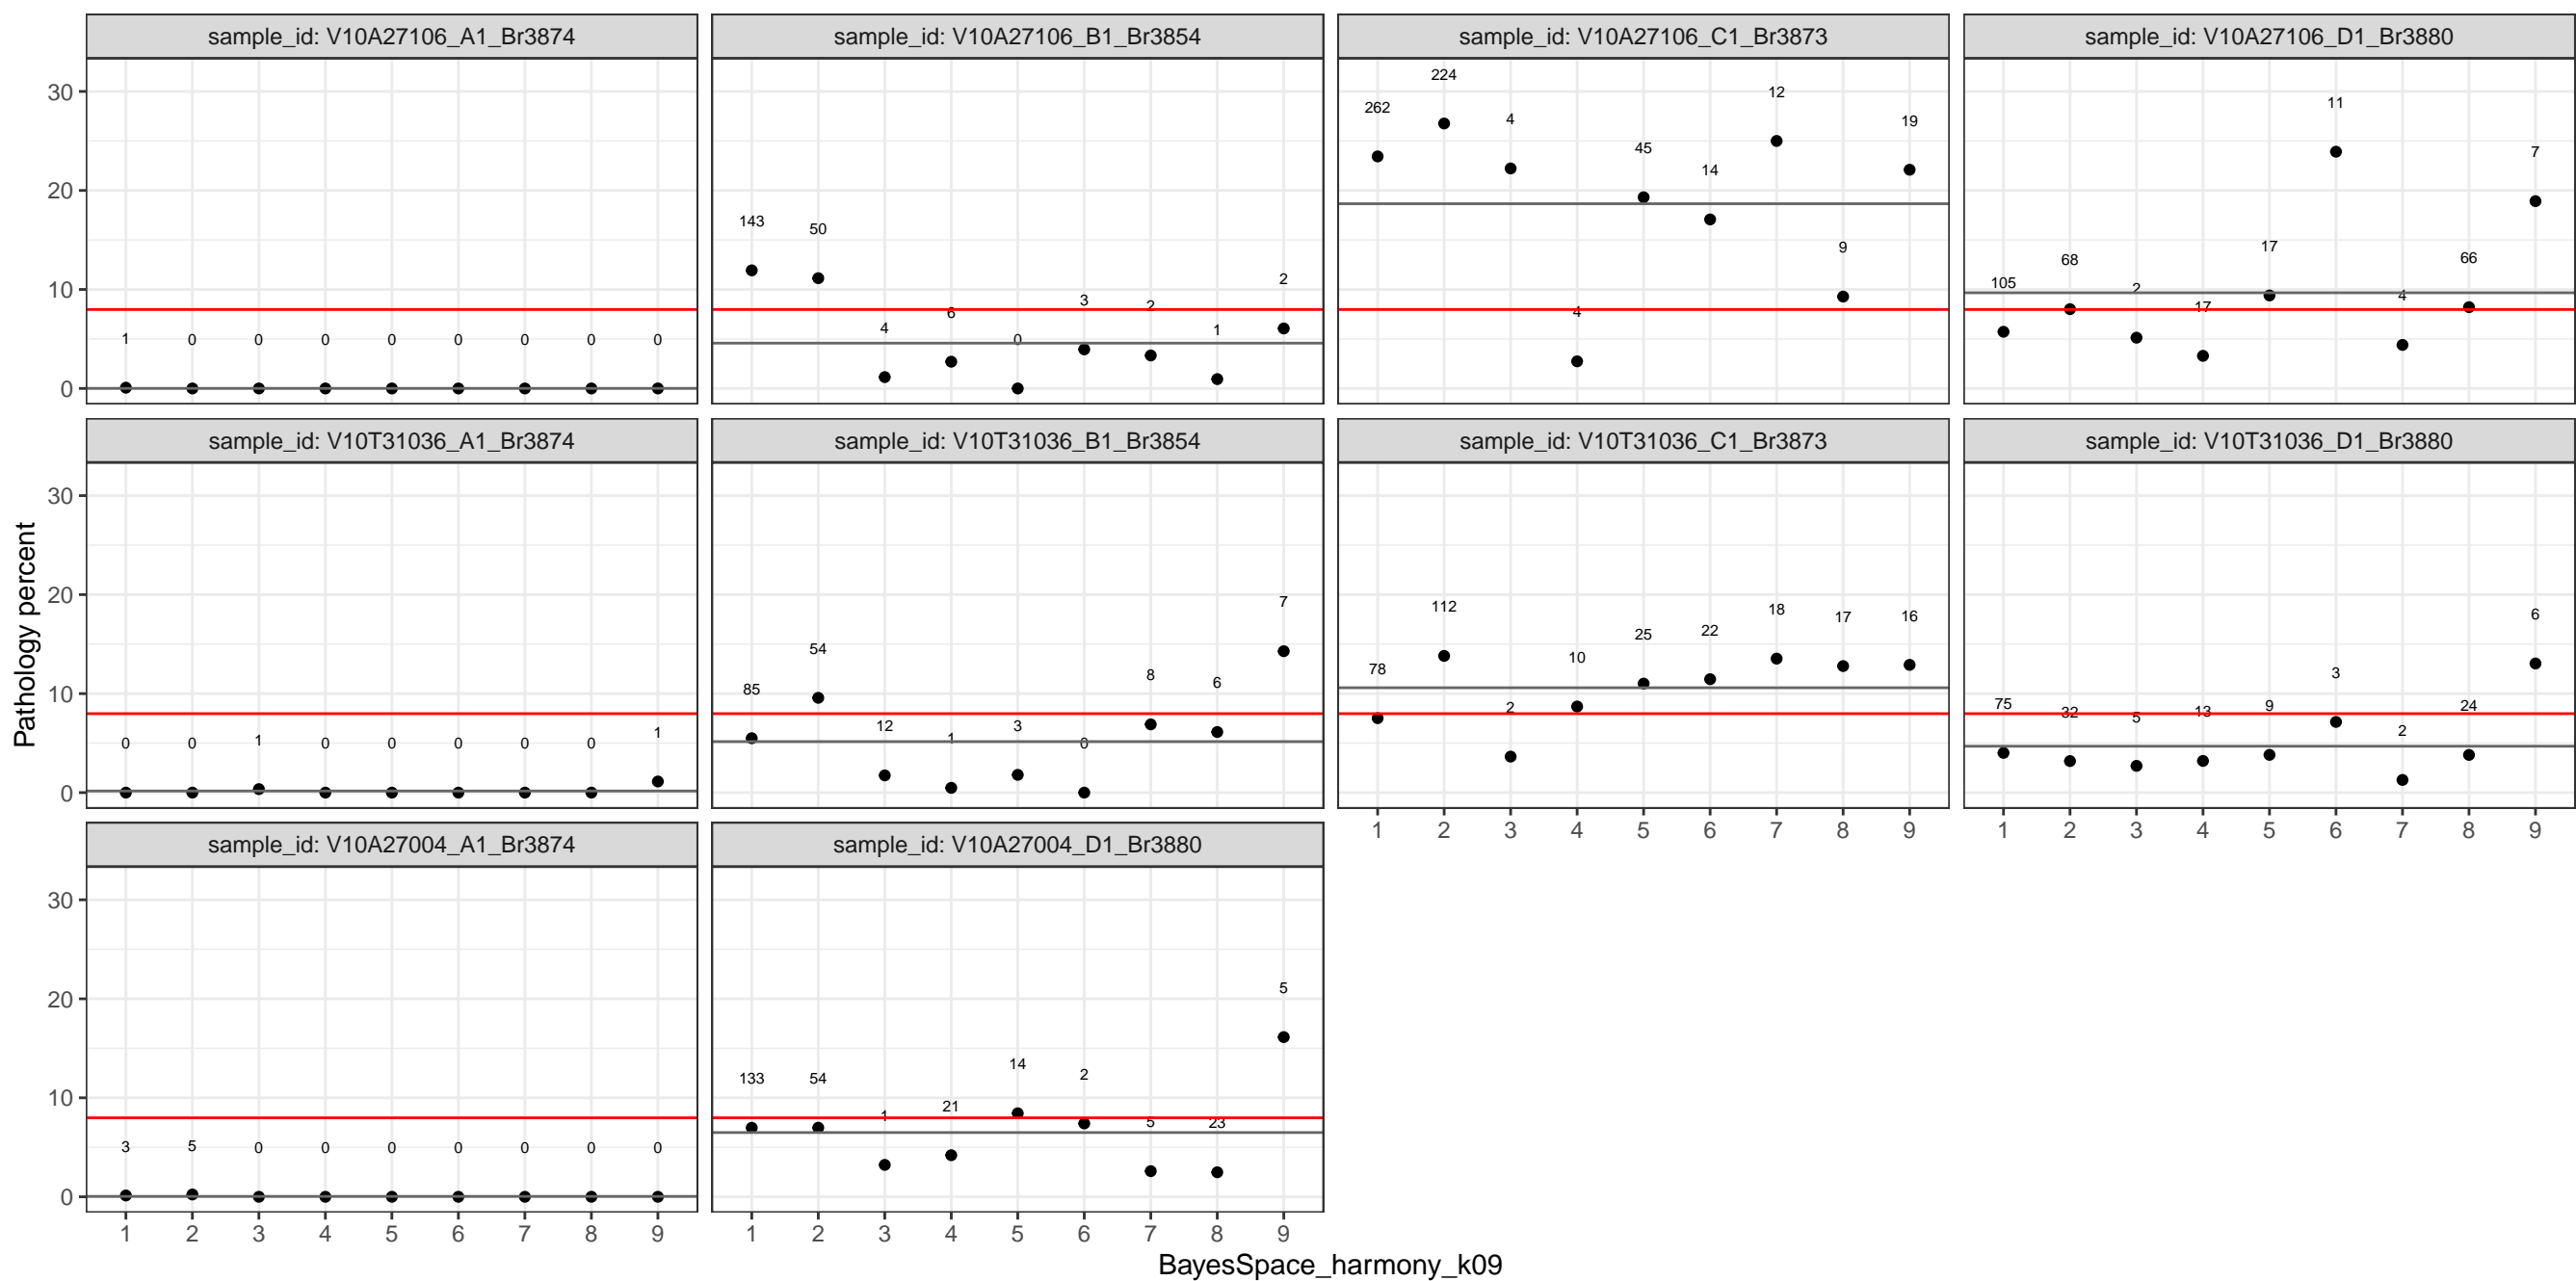 sample_id: V10A27106_A1_Br3874
sample_id: V10A27106_B1_Br3854
sample_id: V10A27106_C1_Br3873
sample_id: V10A27106_D1_Br3880
30
20
10
0
1 0 0 0 0 0 0 0 0
143 50 4 6 0 3 2 1 2
262 224 4 4 45 14 12 9 19
105 68 2 17 17 11 4 66 7
sample_id: V10T31036_A1_Br3874
sample_id: V10T31036_B1_Br3854
sample_id: V10T31036_C1_Br3873
sample_id: V10T31036_D1_Br3880
30
20
10
0
0 0 1 0 0 0 0 0 1
85 54 12 1 3 0 8 6 7
78 112 2 10 25 22 18 17 16
75 32 5 13 9 3 2 24 6
1 2 3 4 5 6 7 8 9
1 2 3 4 5 6 7 8 9
sample_id: V10A27004_A1_Br3874
sample_id: V10A27004_D1_Br3880
30
20
10
0
3 5 0 0 0 0 0 0 0
133 54 1 21 14 2 5 23 5
1 2 3 4 5 6 7 8 9
1 2 3 4 5 6 7 8 9
Pathology percent
BayesSpace_harmony_k09